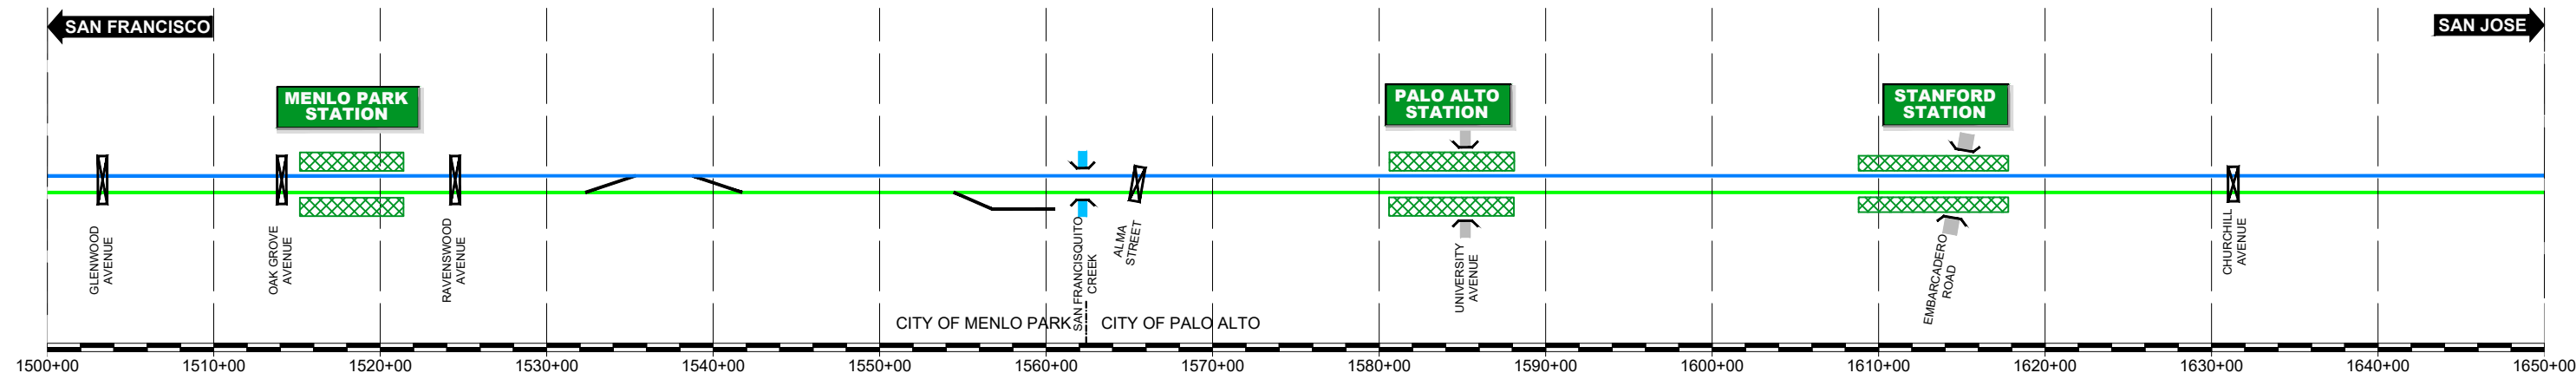 SAN FRANCISCO
SAN JOSE
MENLO PARK
STATION
PALO ALTO
STATION
STANFORD
STATION
GLENWOOD
AVENUE
OAK GROVE
AVENUE
RAVENSWOOD
AVENUE
SAN FRANCISQUITO
CREEK
ALMA
STREET
UNIVERSITY
AVENUE
EMBARCADERO
ROAD
CHURCHILL
AVENUE
CITY OF MENLO PARK
CITY OF PALO ALTO
1500+00
1510+00
1520+00
1530+00
1540+00
1550+00
1560+00
1570+00
1580+00
1590+00
1600+00
1610+00
1620+00
1630+00
1640+00
1650+00